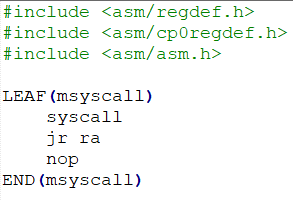 #include <asm/regdef.h>
#include <asm/cp0regdef.h>
#include <asm/asm.h>

LEAF(msyscall)
    syscall
    jr ra
    nop
END(msyscall)